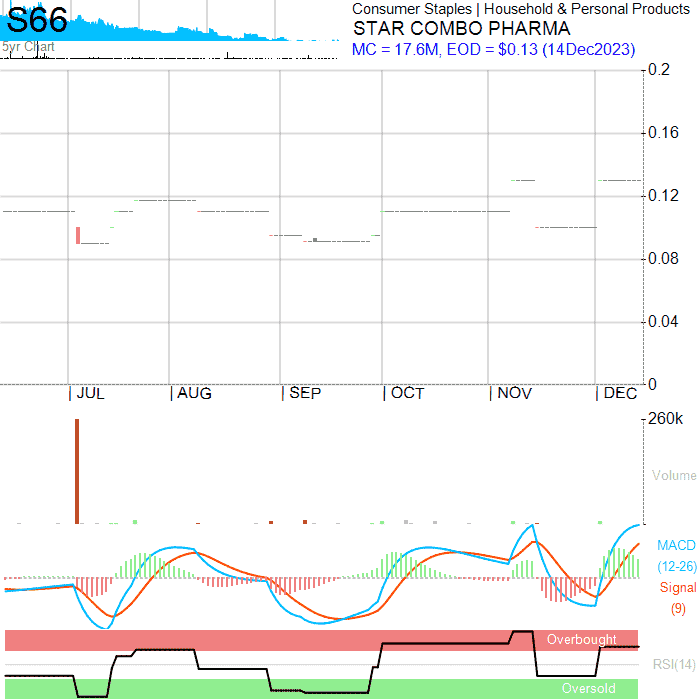 S66
5yr Chart
Consumer Staples | Household & Personal Products
STAR COMBO PHARMA
MC = 17.6M, EOD = $0.13 (14Dec2023)
0.2
0.16
0.12
0.08
0.04
0
JUL
AUG
SEP
OCT
NOV
DEC
260k
Volume
MACD
(12-26)
Signal
(9)
Overbought
RSI(14)
Oversold